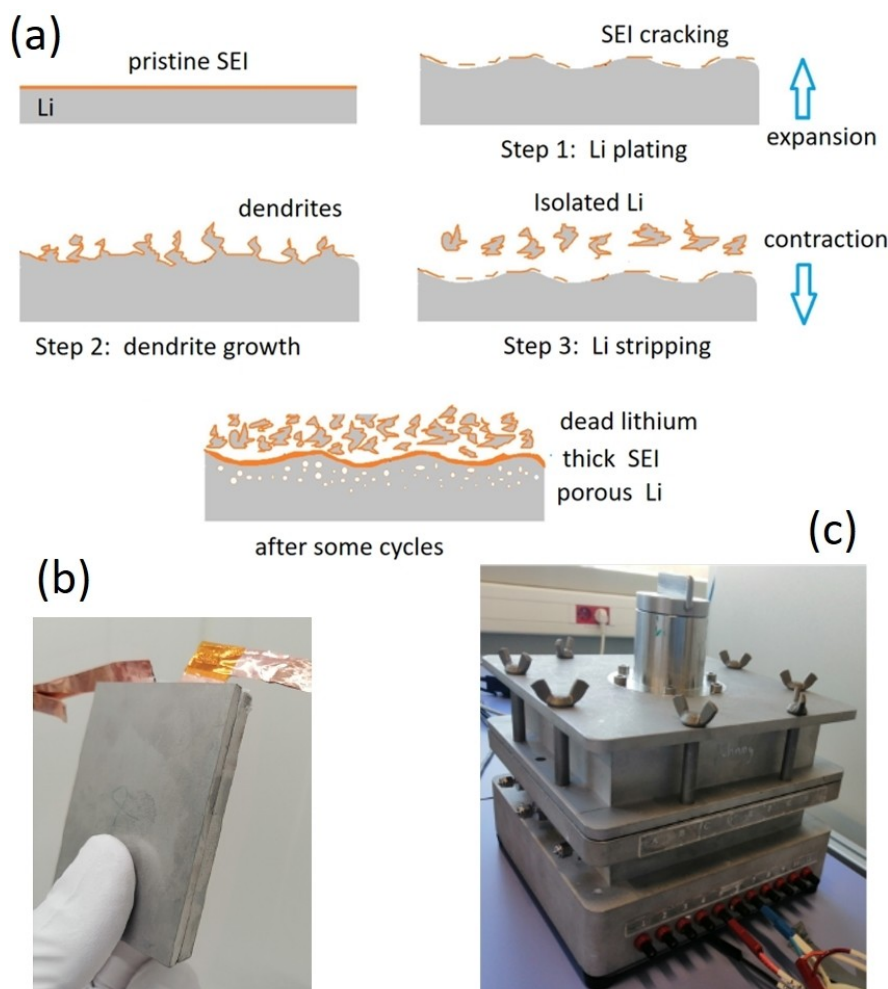 (a)
pristine SEI
Li
SEI cracking
Step 1: Li plating
expansion
dendrites
Step 2: dendrite growth
Isolated Li
contraction
Step 3: Li stripping
dead lithium
thick SEI
porous Li
after some cycles
(b)
(c)